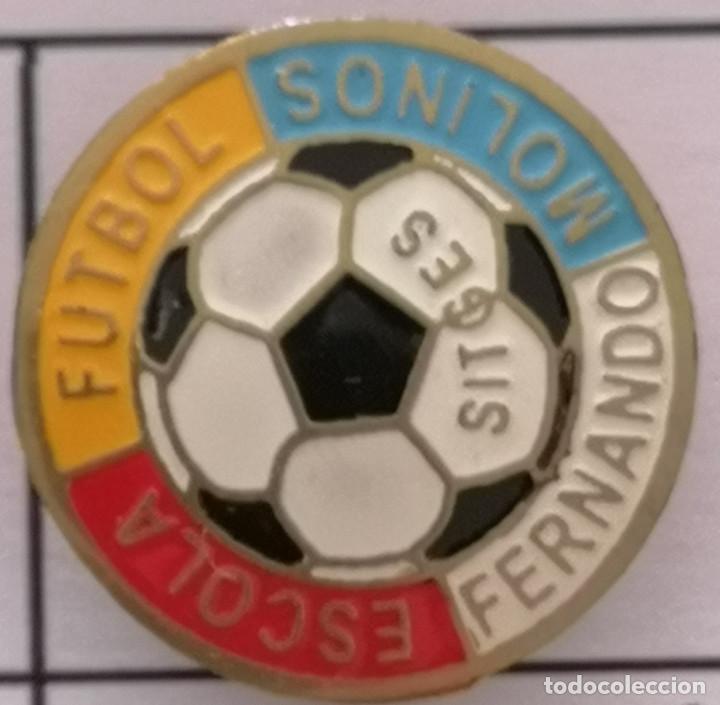 ESCOLA
FUTBOL
FERNANDO
MOLINOS
SITGES
todocoleccion